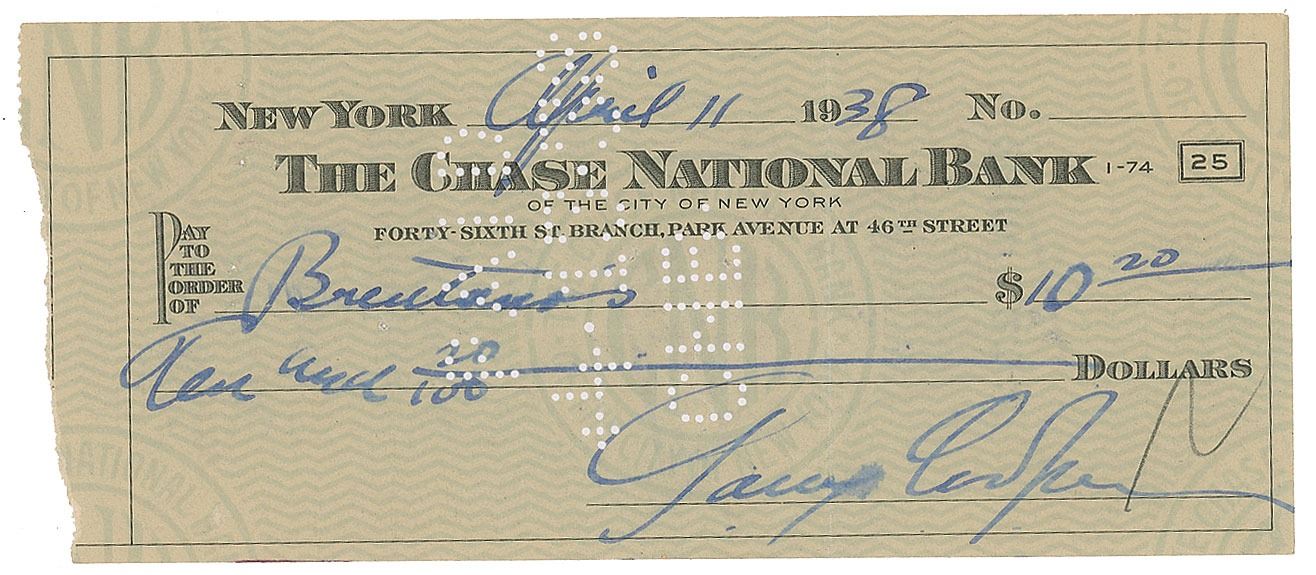 New York April 11 1938 No.
The Chase National Bank 1-74 25
OF THE CITY OF NEW YORK
FORTY-SIXTH ST. BRANCH, PARK AVENUE AT 46TH STREET
PAY TO THE ORDER OF Brentano's $10 20
Ten and 20/100 Dollars
Gary Cooper